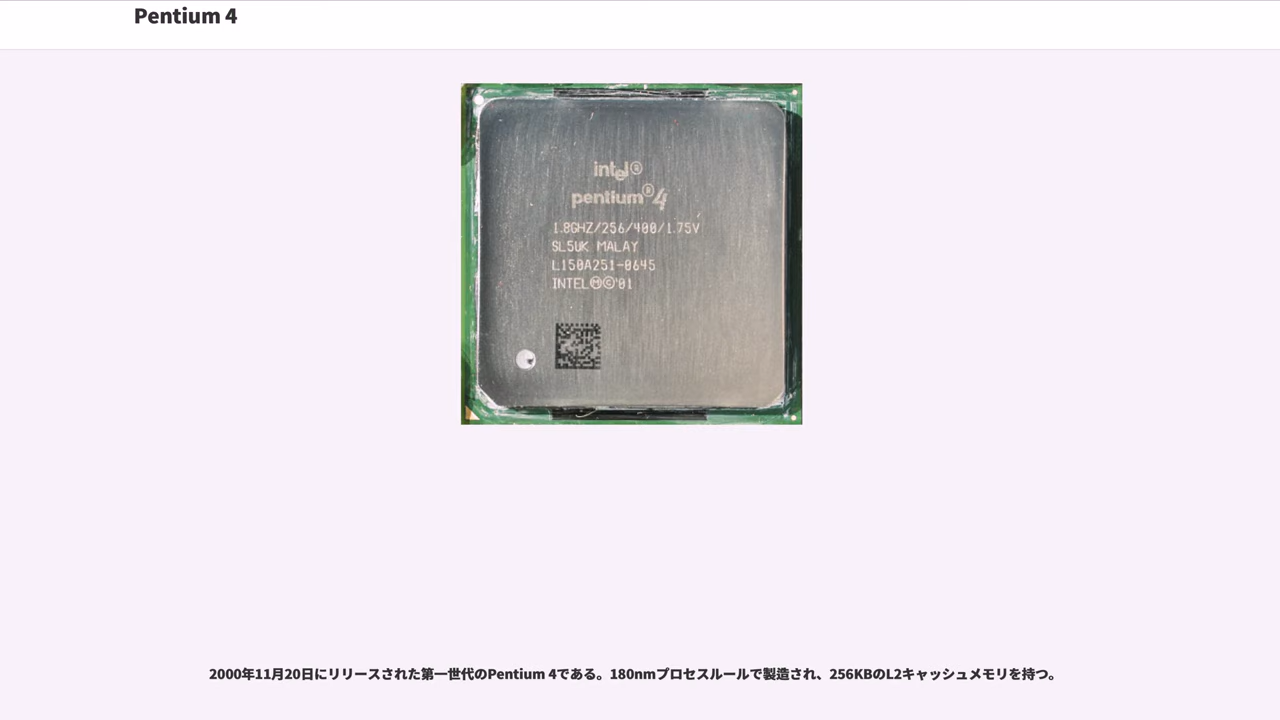 Pentium 4
intel®
pentium®4
1.8GHZ/256/400/1.75V
SL5UK MALAY
L150A251-0645
INTELⓂ©'01
2000年11月20日にリリースされた第一世代のPentium 4である。180nmプロセスルールで製造され、256KBのL2キャッシュメモリを持つ。